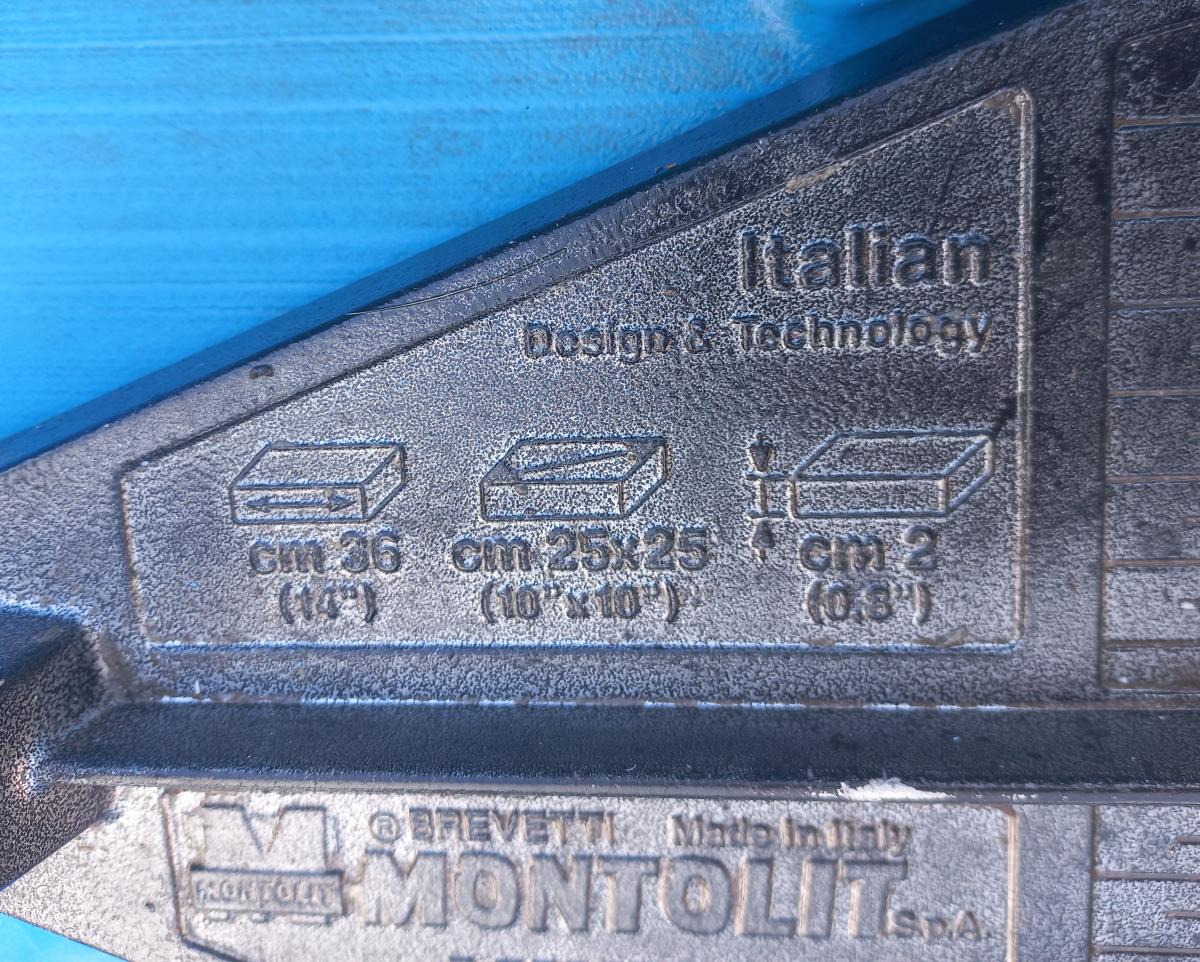 Italian
Design & Technology
cm 36
(14")
cm 25x25
(10"x10")
cm 2
(0.8")
® BREVETTI Made in Italy
MONTOLIT
MONTOLIT S.p.A.